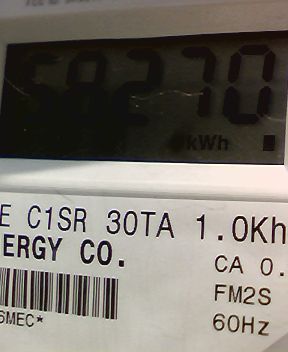 58270
kWh
E C1SR 30TA 1.0Kh
ERGY CO.
CA 0.
FM2S
6MEC*
60Hz